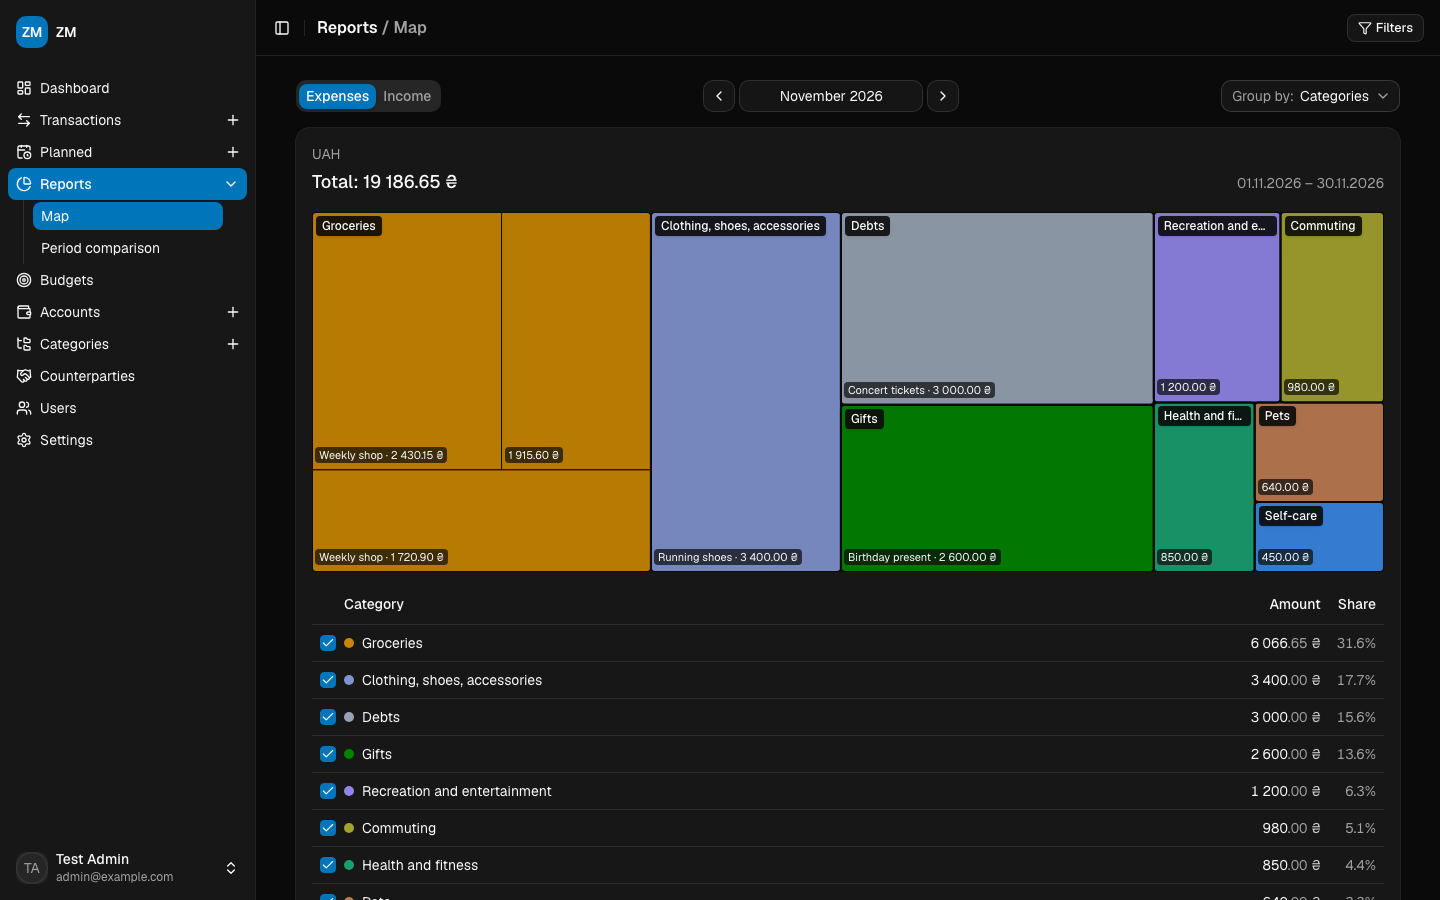 ZM ZM
Dashboard
Transactions
Planned
Reports
Map
Period comparison
Budgets
Accounts
Categories
Counterparties
Users
Settings
TA
Test Admin
admin@example.com
Reports / Map
Filters
Expenses Income
November 2026
Group by: Categories
UAH
Total: 19 186.65 ₴
01.11.2026 – 30.11.2026
Groceries
Weekly shop · 2 430.15 ₴
1 915.60 ₴
Weekly shop · 1 720.90 ₴
Clothing, shoes, accessories
Running shoes · 3 400.00 ₴
Debts
Concert tickets · 3 000.00 ₴
Gifts
Birthday present · 2 600.00 ₴
Recreation and e...
1 200.00 ₴
Commuting
980.00 ₴
Health and fi...
850.00 ₴
Pets
640.00 ₴
Self-care
450.00 ₴
Category Amount Share
Groceries 6 066.65 ₴ 31.6%
Clothing, shoes, accessories 3 400.00 ₴ 17.7%
Debts 3 000.00 ₴ 15.6%
Gifts 2 600.00 ₴ 13.6%
Recreation and entertainment 1 200.00 ₴ 6.3%
Commuting 980.00 ₴ 5.1%
Health and fitness 850.00 ₴ 4.4%